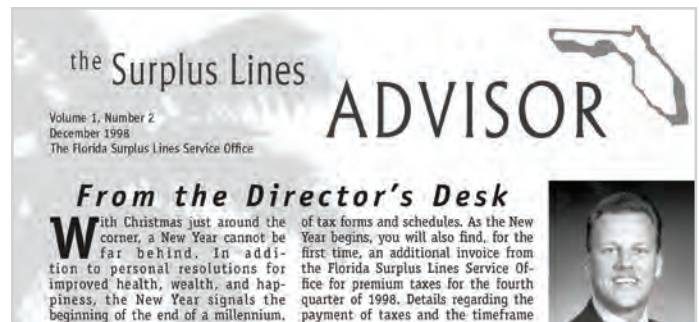 the Surplus Lines
ADVISOR
Volume 1, Number 2
December 1998
The Florida Surplus Lines Service Office
From the Director's Desk
With Christmas just around the
corner, a New Year cannot be
far behind. In addi-
tion to personal resolutions for
improved health, wealth, and hap-
piness, the New Year signals the
beginning of the end of a millennium.
of tax forms and schedules. As the New
Year begins, you will also find, for the
first time, an additional invoice from
the Florida Surplus Lines Service Of-
fice for premium taxes for the fourth
quarter of 1998. Details regarding the
payment of taxes and the timeframe